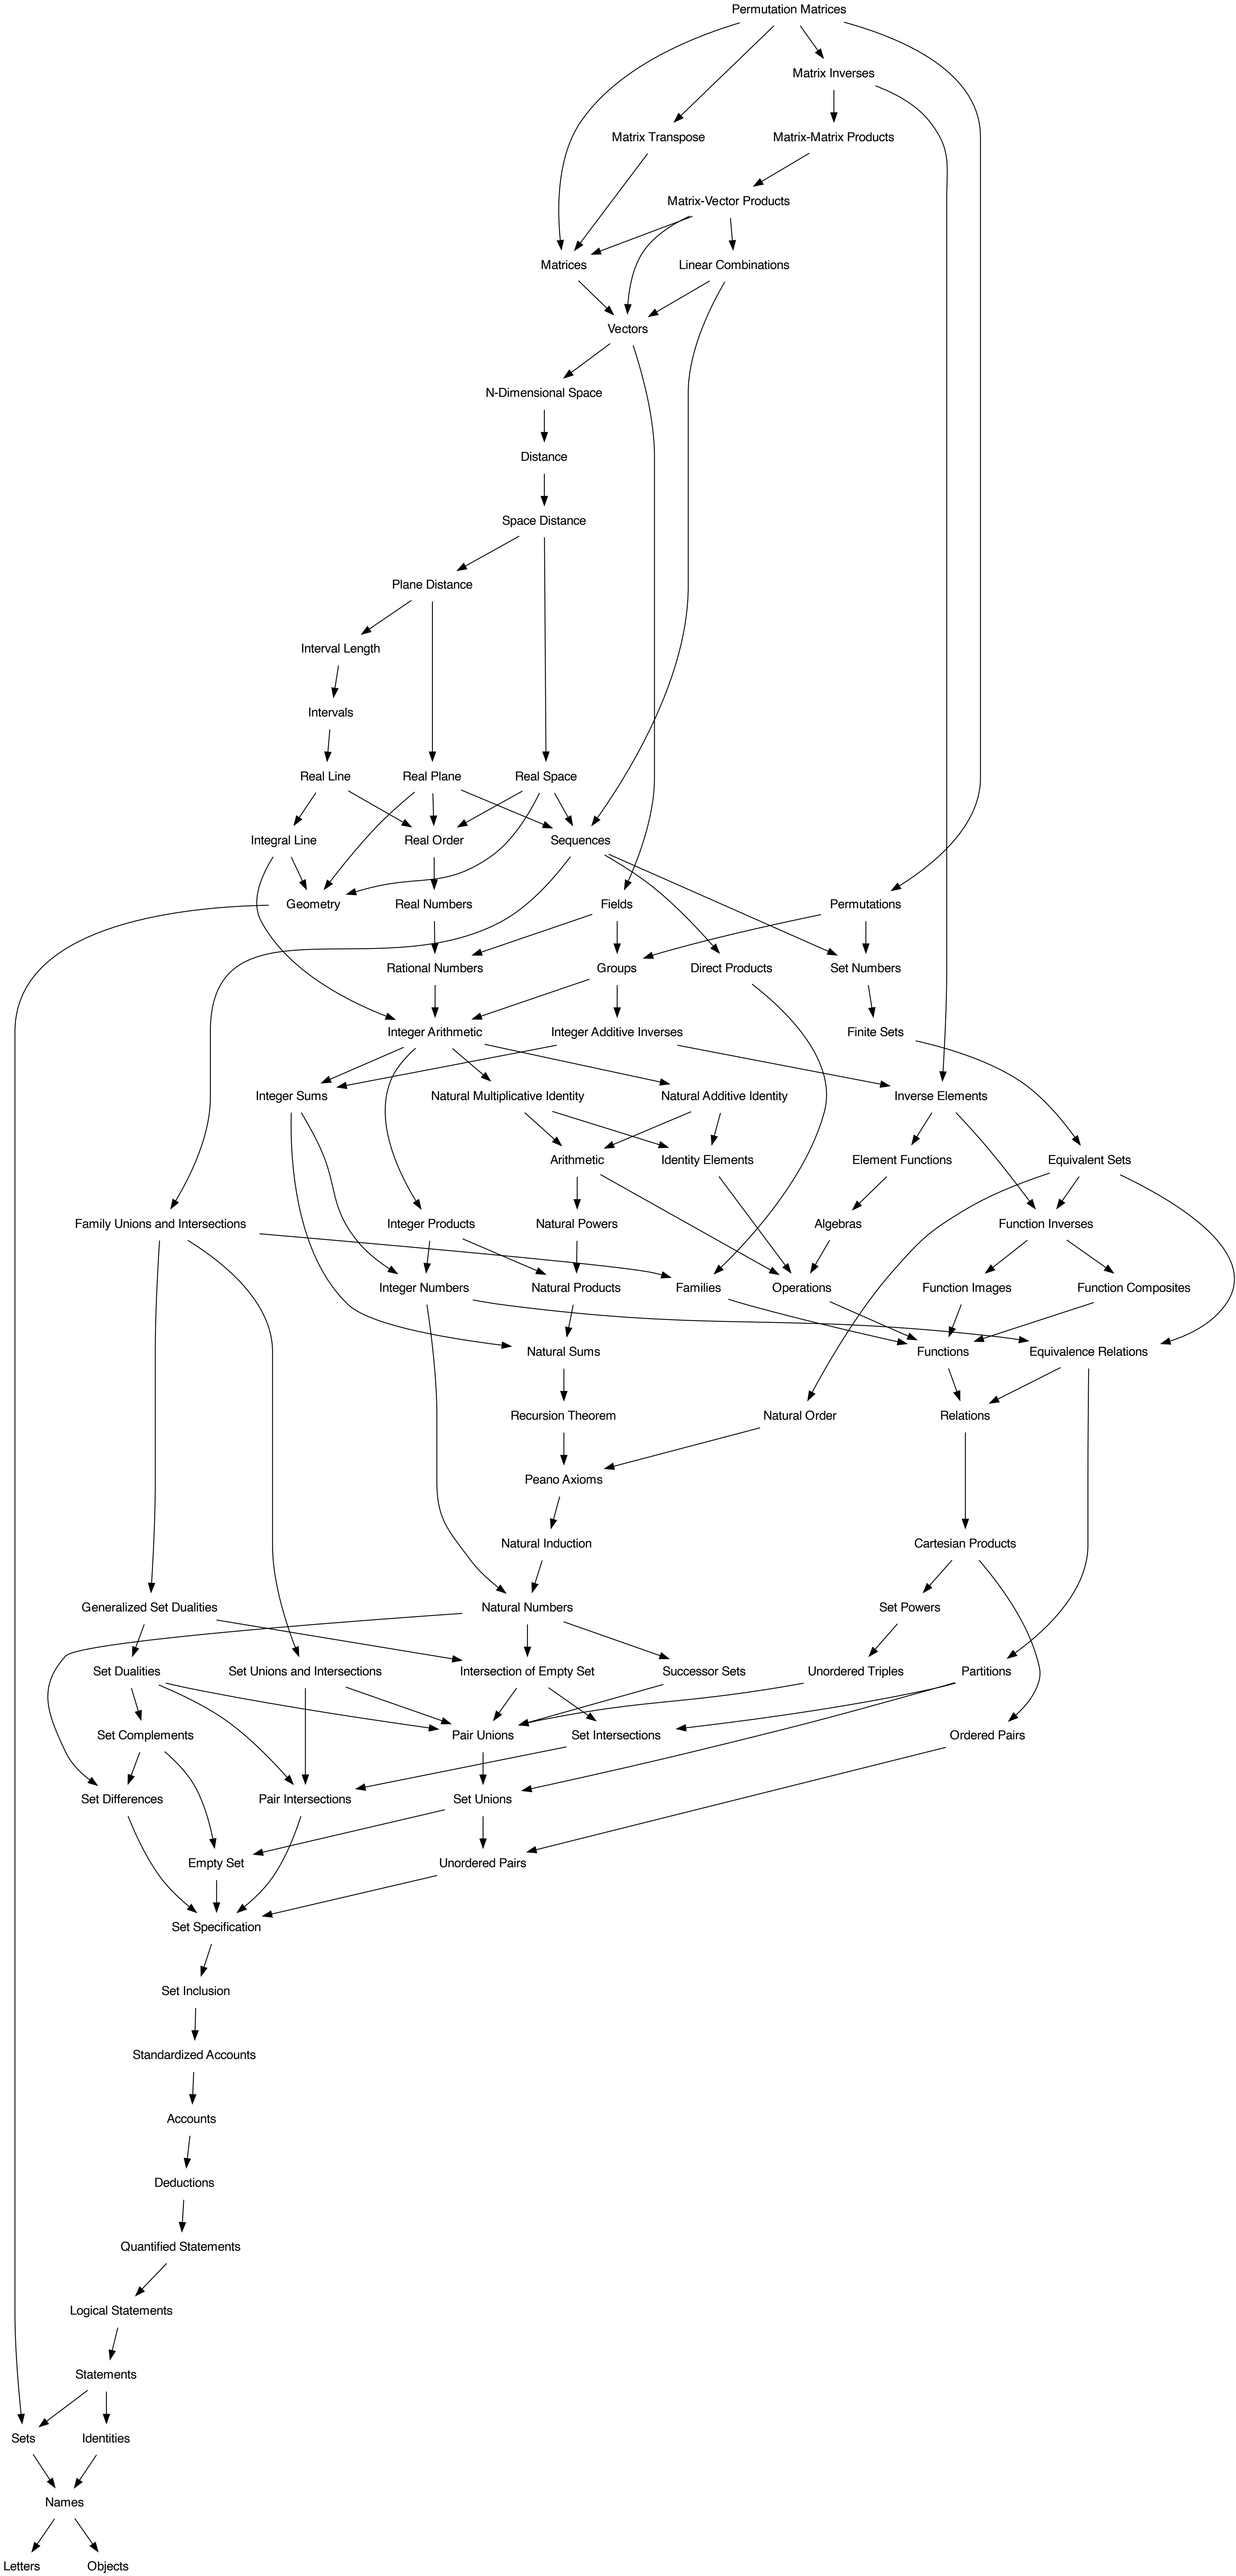 Permutation Matrices
Matrix Inverses
Matrix Transpose
Matrix-Matrix Products
Matrix-Vector Products
Matrices
Linear Combinations
Vectors
N-Dimensional Space
Distance
Space Distance
Plane Distance
Interval Length
Intervals
Real Line
Real Plane
Real Space
Integral Line
Real Order
Sequences
Geometry
Real Numbers
Fields
Permutations
Rational Numbers
Groups
Direct Products
Set Numbers
Integer Arithmetic
Integer Additive Inverses
Finite Sets
Integer Sums
Natural Multiplicative Identity
Natural Additive Identity
Inverse Elements
Arithmetic
Identity Elements
Element Functions
Equivalent Sets
Family Unions and Intersections
Integer Products
Natural Powers
Algebras
Function Inverses
Integer Numbers
Natural Products
Families
Operations
Function Images
Function Composites
Natural Sums
Functions
Equivalence Relations
Recursion Theorem
Natural Order
Relations
Peano Axioms
Natural Induction
Cartesian Products
Generalized Set Dualities
Natural Numbers
Set Powers
Set Dualities
Set Unions and Intersections
Intersection of Empty Set
Successor Sets
Unordered Triples
Partitions
Set Complements
Pair Unions
Set Intersections
Ordered Pairs
Set Differences
Pair Intersections
Set Unions
Empty Set
Unordered Pairs
Set Specification
Set Inclusion
Standardized Accounts
Accounts
Deductions
Quantified Statements
Logical Statements
Statements
Sets
Identities
Names
Letters
Objects